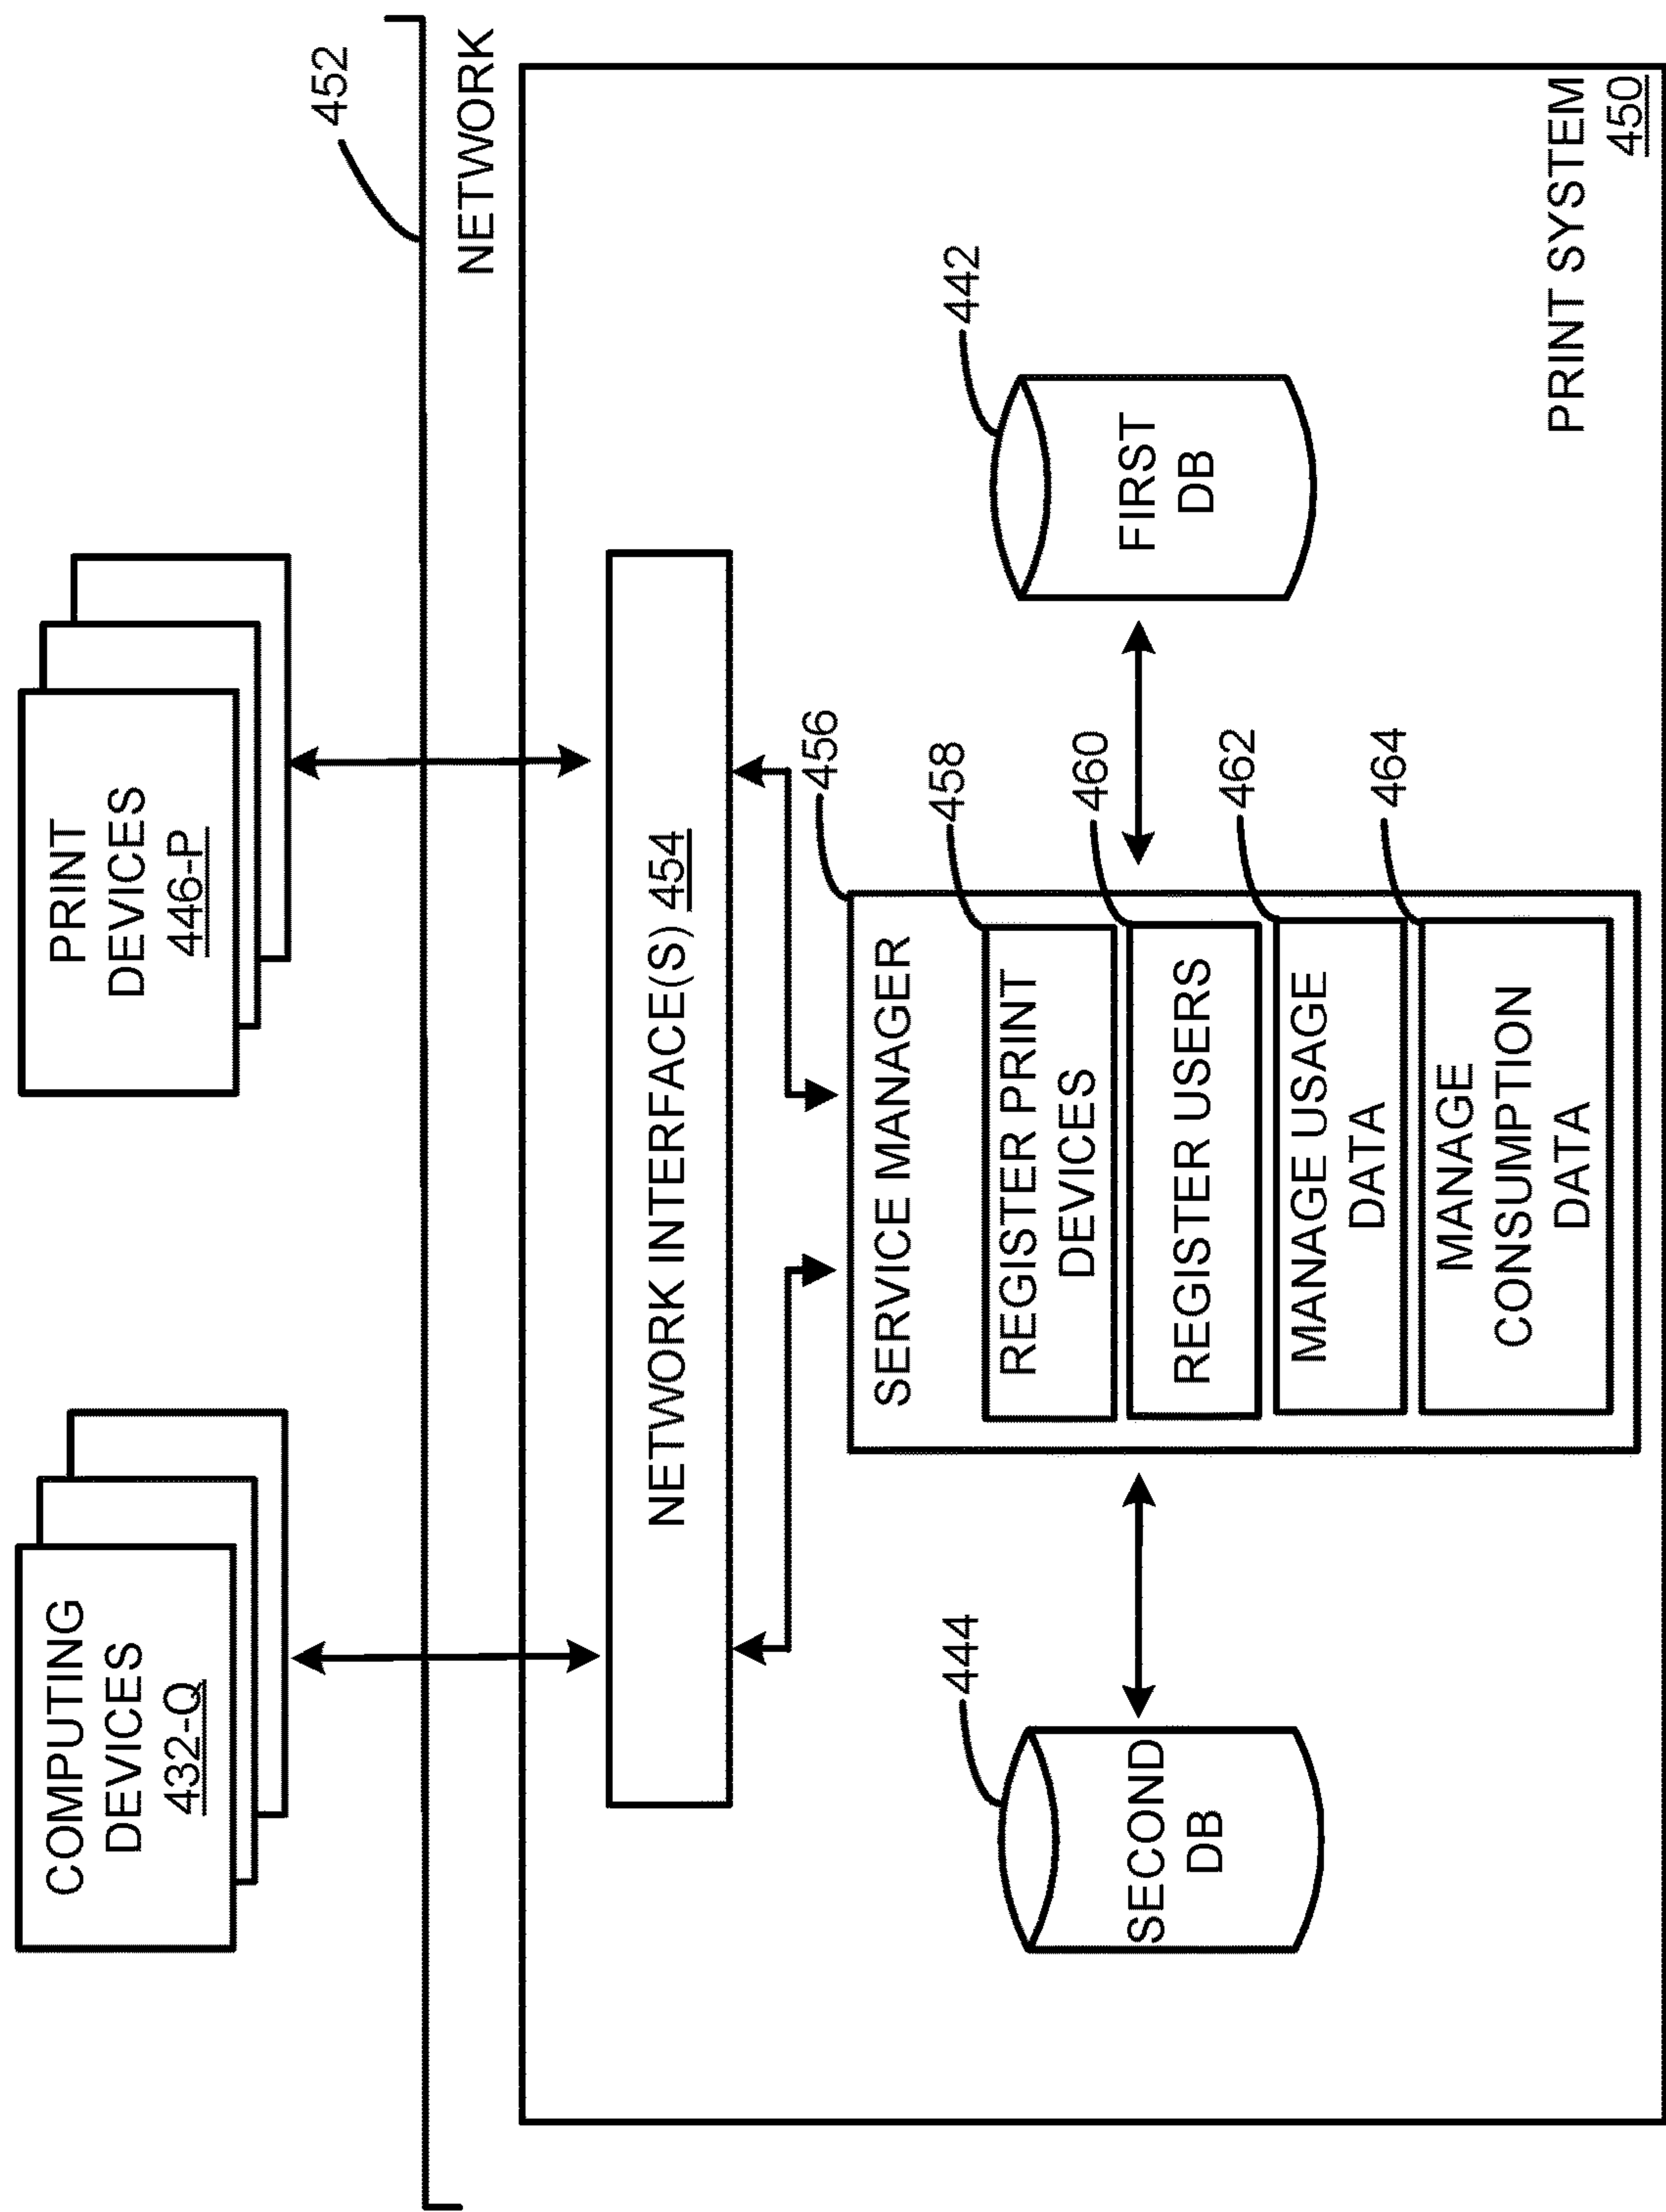 COMPUTING
DEVICES
432-Q
PRINT
DEVICES
446-P
452
NETWORK
NETWORK INTERFACE(S) 454
456
SERVICE MANAGER
458
REGISTER PRINT
DEVICES
460
REGISTER USERS
462
MANAGE USAGE
DATA
464
MANAGE
CONSUMPTION
DATA
444
SECOND
DB
442
FIRST
DB
PRINT SYSTEM
450